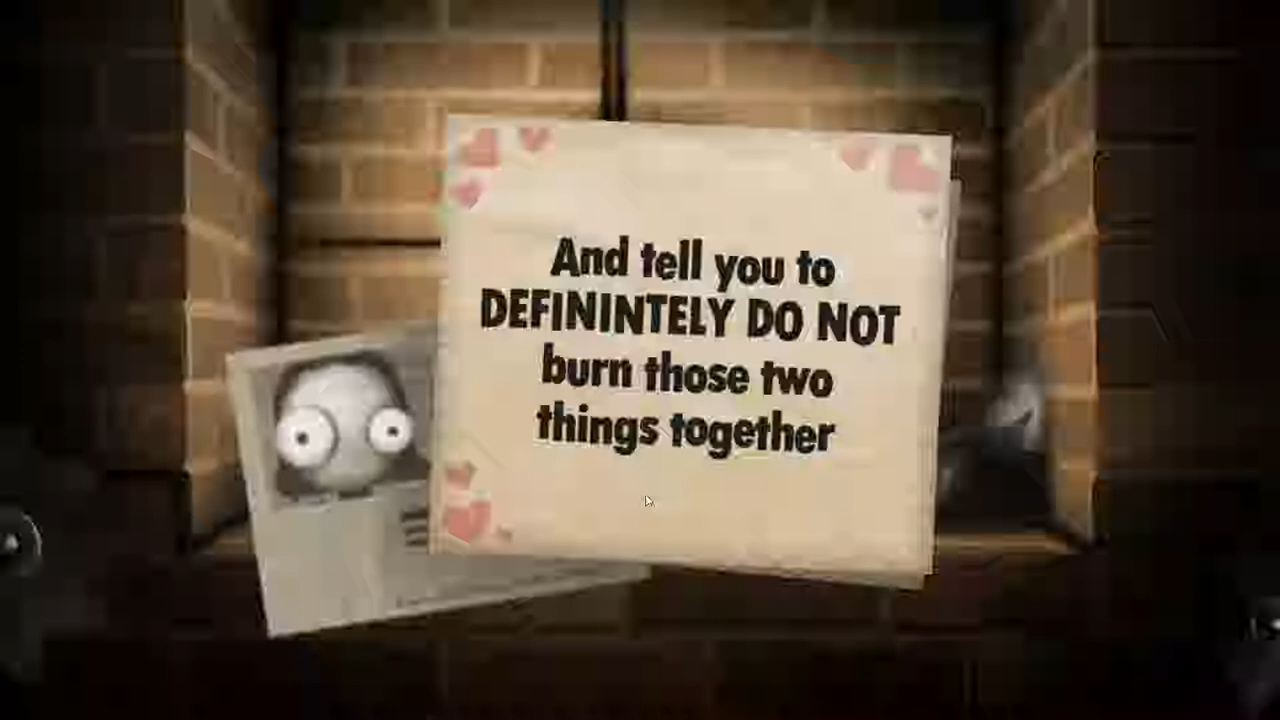 And tell you to
DEFININTELY DO NOT
burn those two
things together